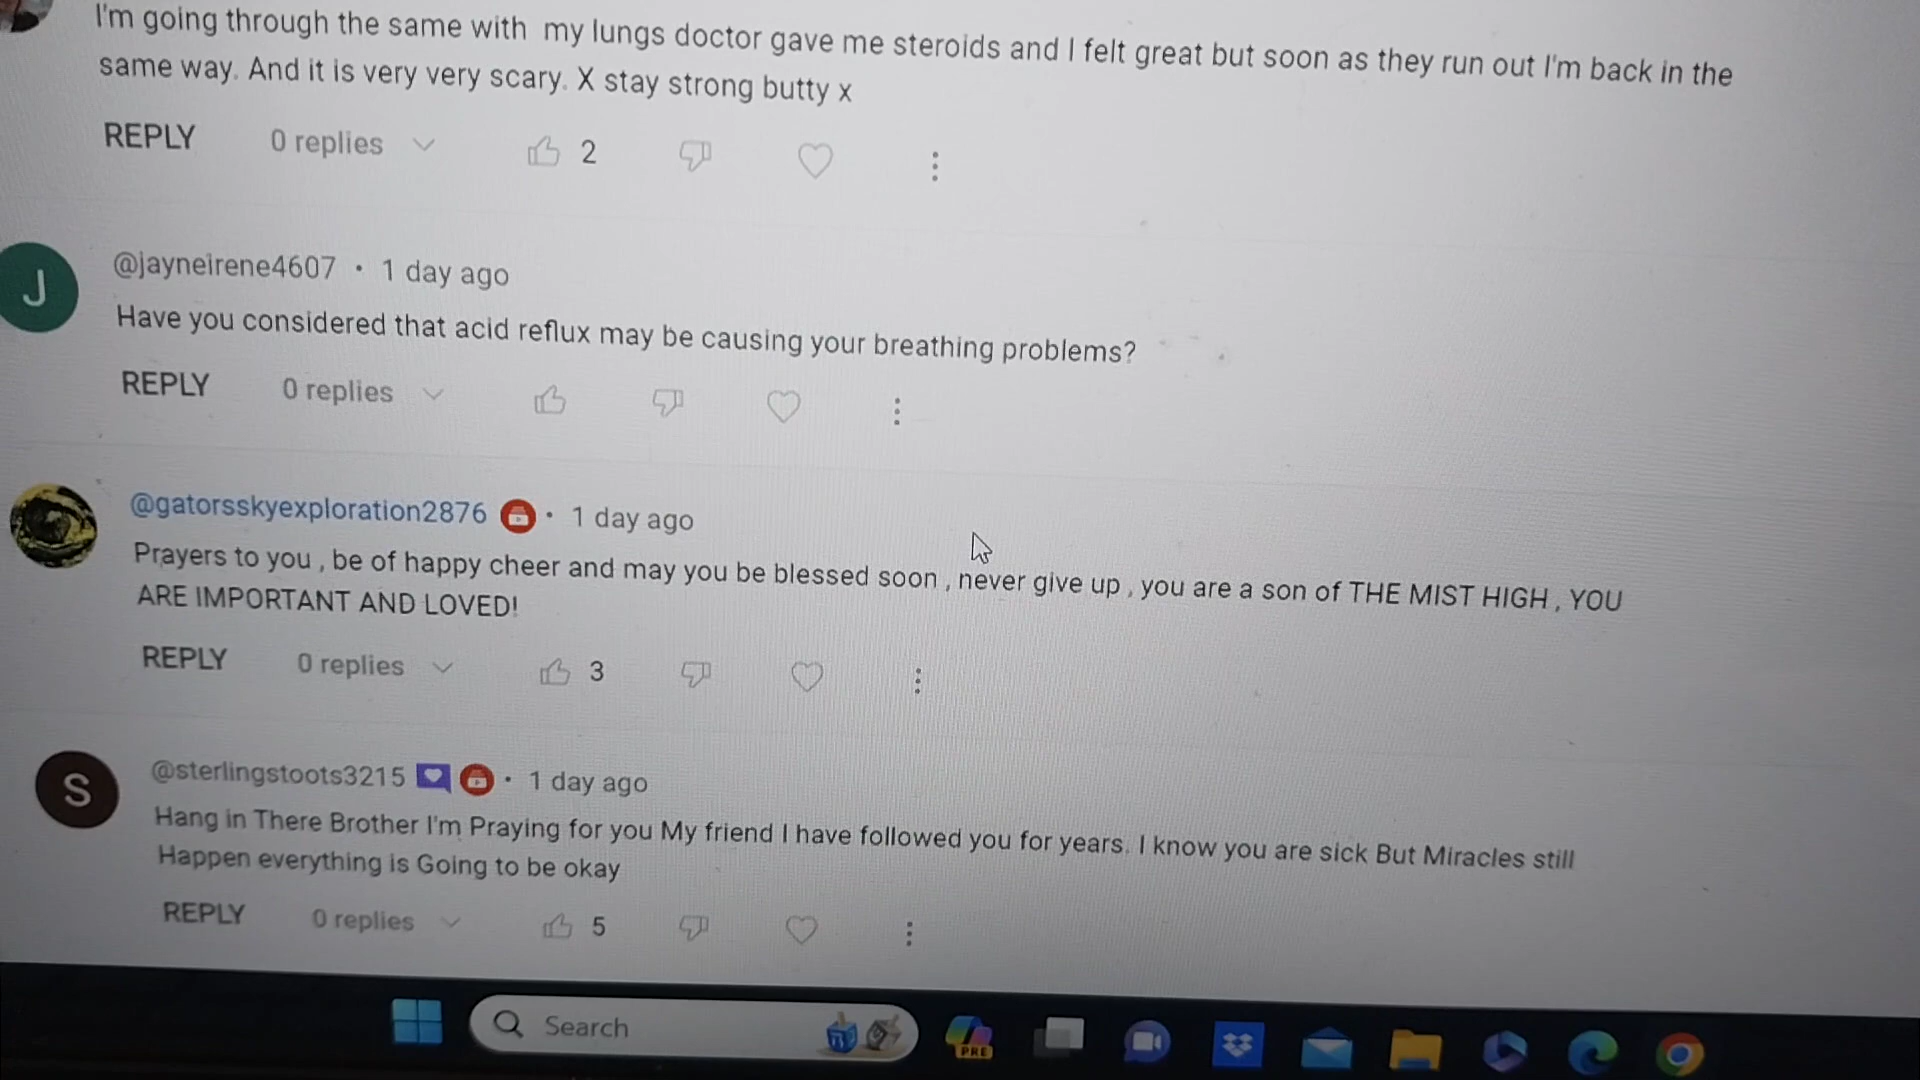 I'm going through the same with my lungs doctor gave me steroids and I felt great but soon as they run out I'm back in the
same way. And it is very very scary. X stay strong butty x
REPLY 0 replies 2
J
@jayneirene4607 · 1 day ago
Have you considered that acid reflux may be causing your breathing problems?
REPLY 0 replies
@gatorsskyexploration2876 · 1 day ago
Prayers to you , be of happy cheer and may you be blessed soon , never give up , you are a son of THE MIST HIGH , YOU
ARE IMPORTANT AND LOVED!
REPLY 0 replies 3
S
@sterlingstoots3215 · 1 day ago
Hang in There Brother I'm Praying for you My friend I have followed you for years. I know you are sick But Miracles still
Happen everything is Going to be okay
REPLY 0 replies 5
Search
PRE